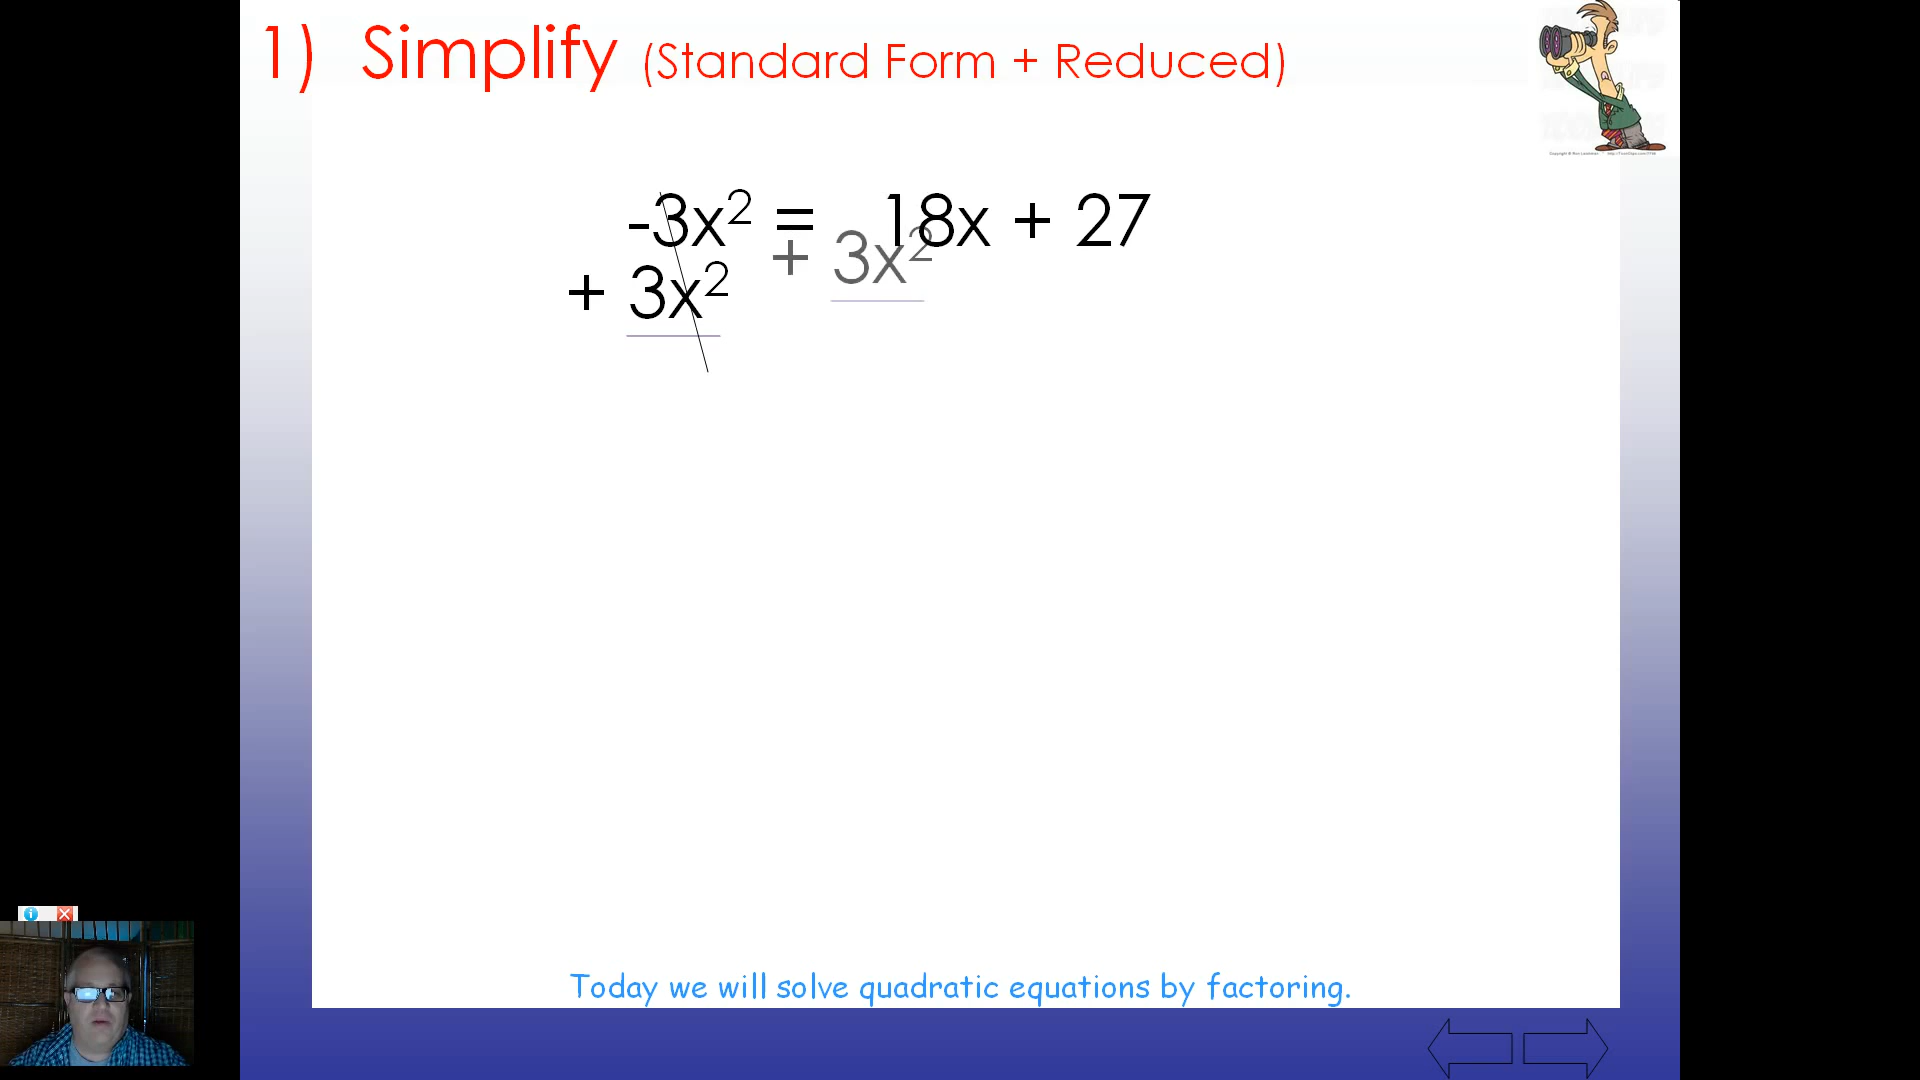 1) Simplify (Standard Form + Reduced)
-3x² = 18x + 27
+ 3x² + 3x²
Today we will solve quadratic equations by factoring.